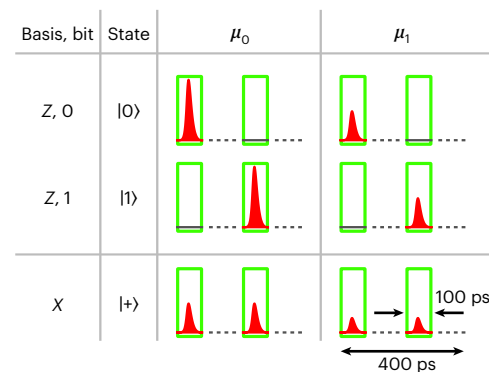 Basis, bit State μ0 μ1
Z, 0 |0⟩
Z, 1 |1⟩
X |+⟩
100 ps
400 ps